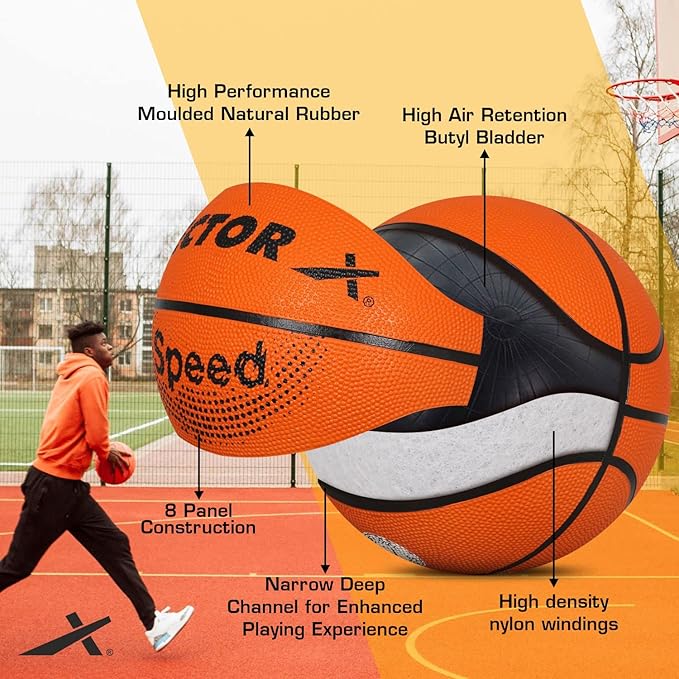 High Performance
Moulded Natural Rubber
High Air Retention
Butyl Bladder
CTOR X ®
Speed
8 Panel
Construction
Narrow Deep
Channel for Enhanced
Playing Experience
High density
nylon windings
X ®